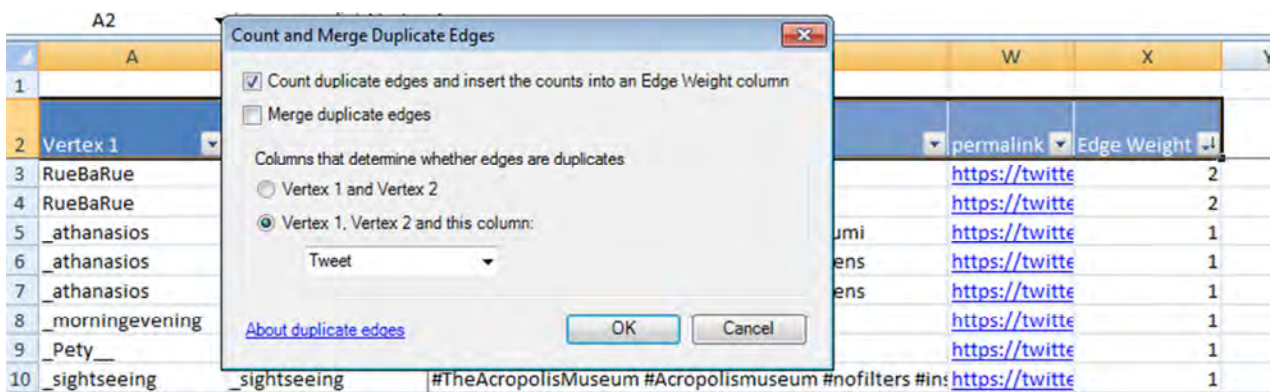 A2
Count and Merge Duplicate Edges
A W X
1
Count duplicate edges and insert the counts into an Edge Weight column
Merge duplicate edges
Columns that determine whether edges are duplicates
2 Vertex 1 permalink Edge Weight
3 RueBaRue https://twitte 2
Vertex 1 and Vertex 2
4 RueBaRue https://twitte 2
Vertex 1, Vertex 2 and this column:
5 _athanasios umi https://twitte 1
Tweet
6 _athanasios ens https://twitte 1
7 _athanasios ens https://twitte 1
8 _morningevening https://twitte 1
About duplicate edges OK Cancel
9 _Pety__ https://twitte 1
10 _sightseeing _sightseeing #TheAcropolisMuseum #Acropolismuseum #nofilters #ins https://twitte 1